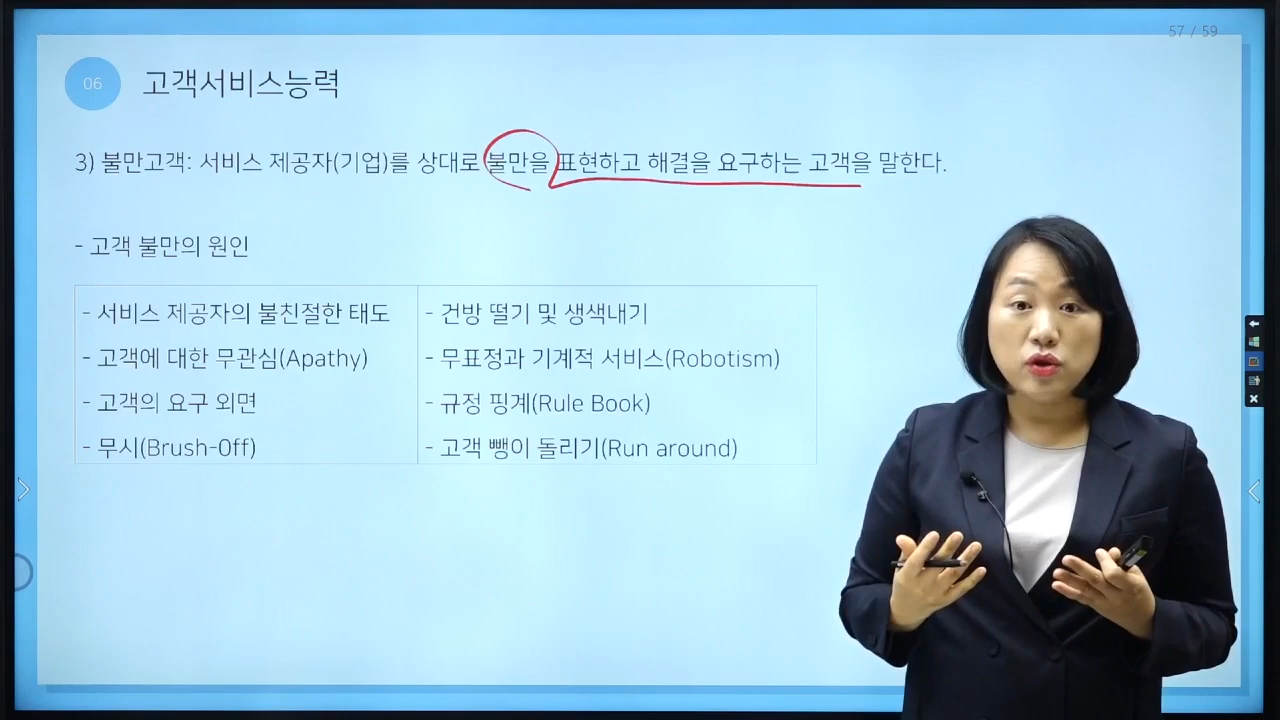 57 / 59
06 고객서비스능력
3) 불만고객: 서비스 제공자(기업)를 상대로 불만을 표현하고 해결을 요구하는 고객을 말한다.
- 고객 불만의 원인
- 서비스 제공자의 불친절한 태도
- 고객에 대한 무관심(Apathy)
- 고객의 요구 외면
- 무시(Brush-Off)
- 건방 떨기 및 생색내기
- 무표정과 기계적 서비스(Robotism)
- 규정 핑계(Rule Book)
- 고객 뺑이 돌리기(Run around)